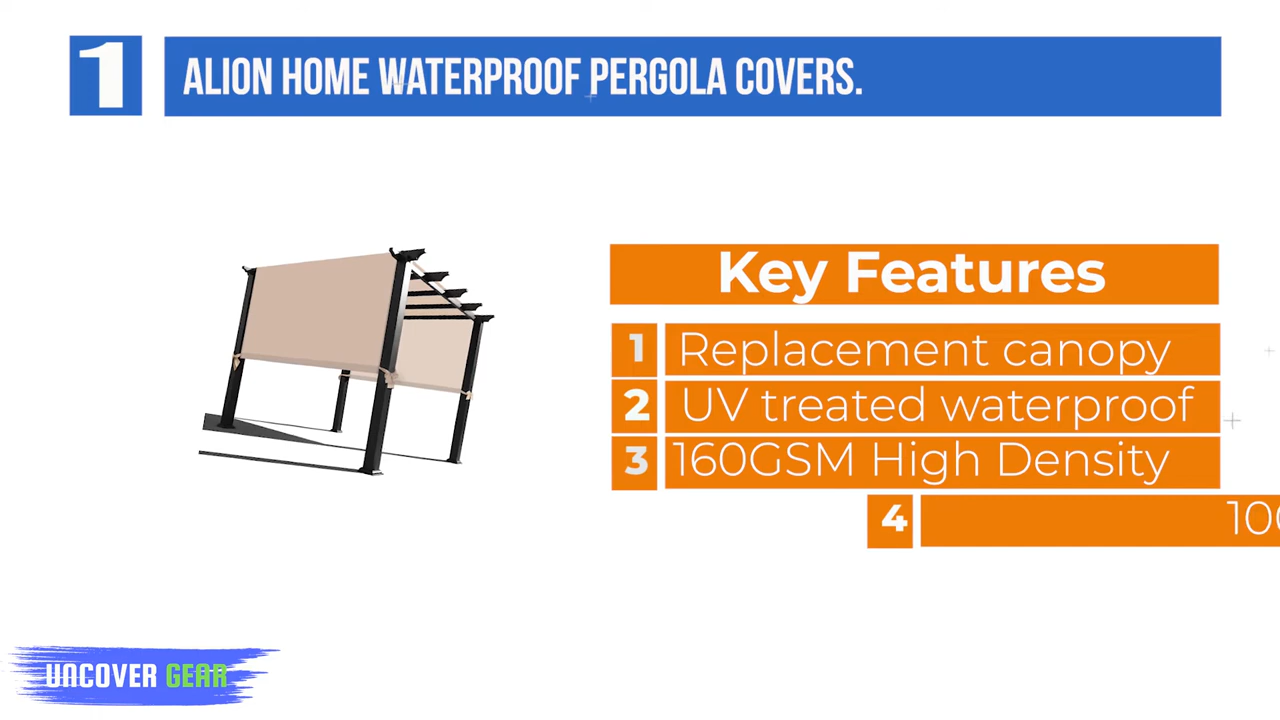 1
ALION HOME WATERPROOF PERGOLA COVERS.
Key Features
1 Replacement canopy
2 UV treated waterproof
3 160GSM High Density
4
UNCOVER GEAR